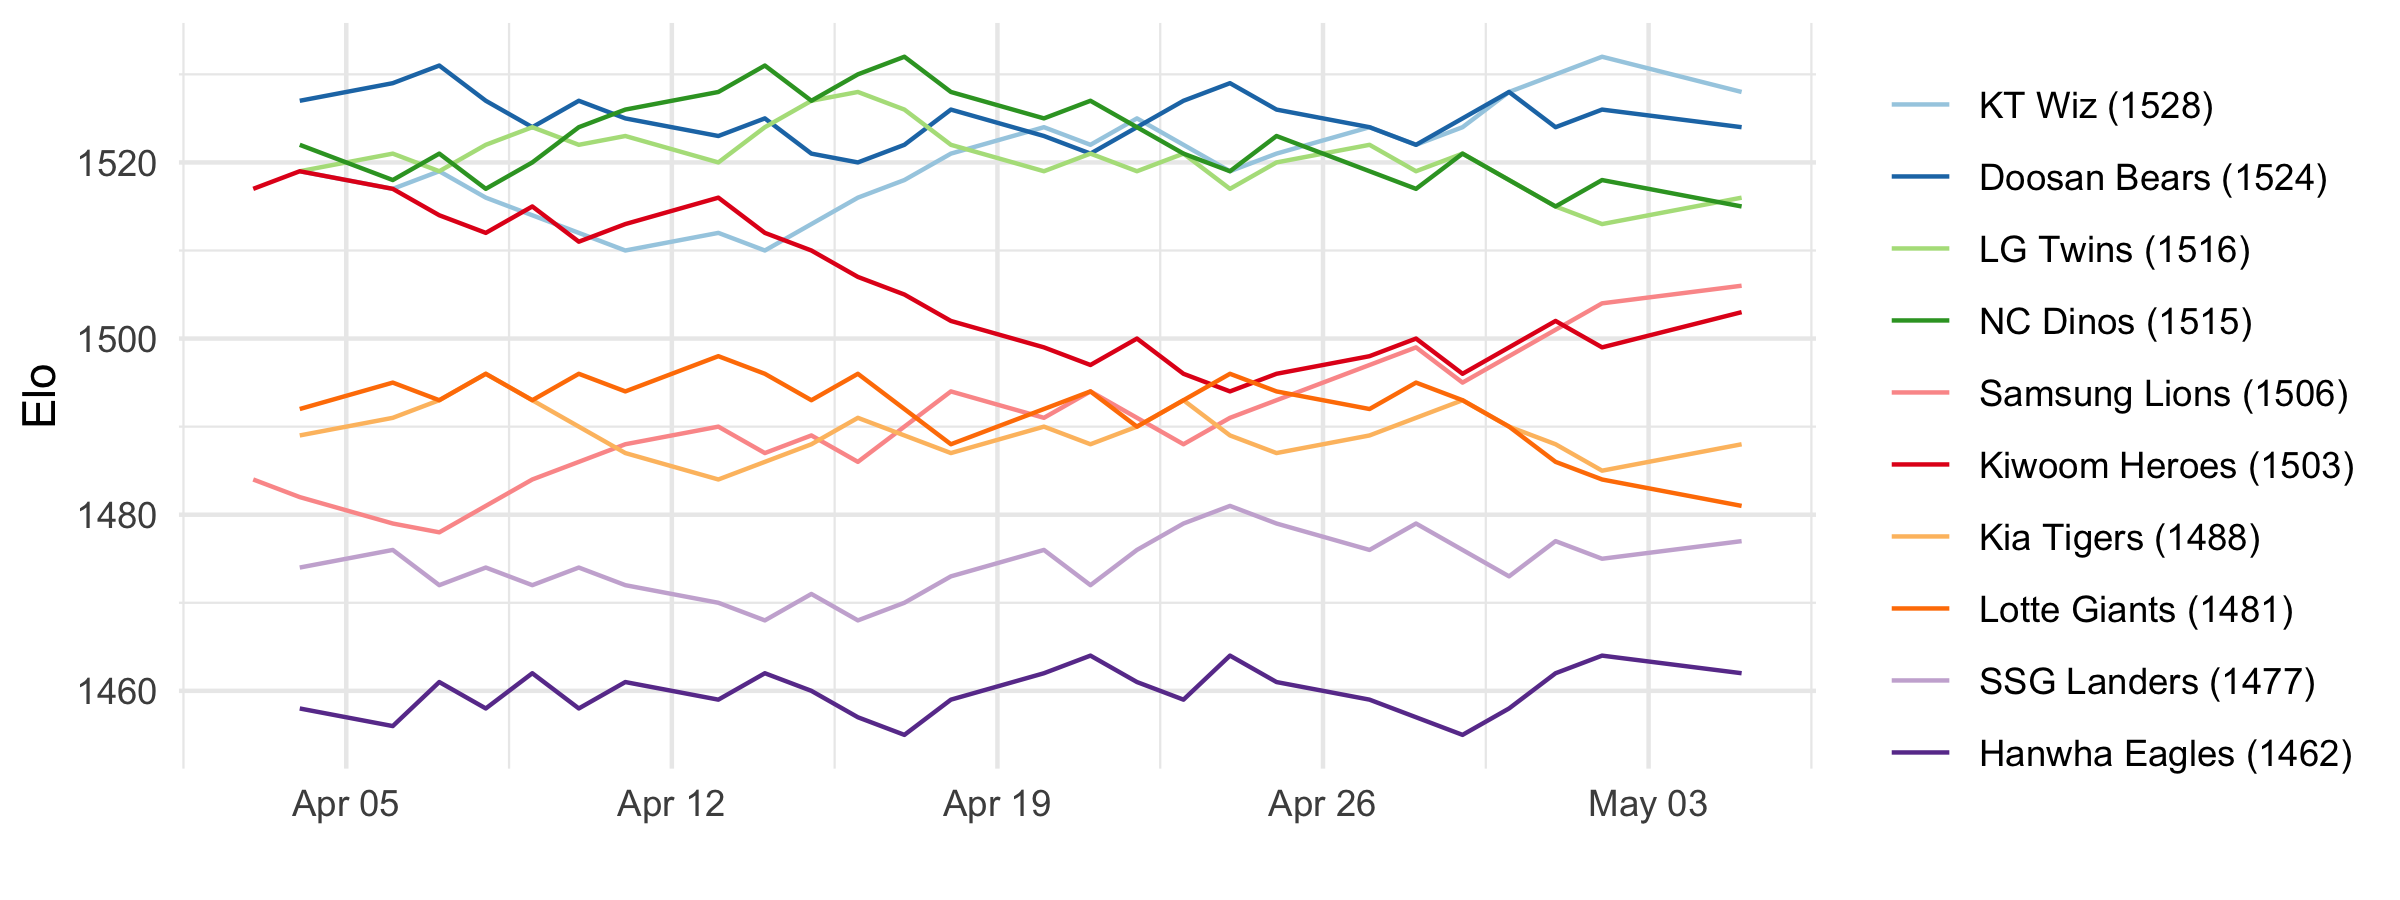 Elo
1520
1500
1480
1460
Apr 05
Apr 12
Apr 19
Apr 26
May 03
KT Wiz (1528)
Doosan Bears (1524)
LG Twins (1516)
NC Dinos (1515)
Samsung Lions (1506)
Kiwoom Heroes (1503)
Kia Tigers (1488)
Lotte Giants (1481)
SSG Landers (1477)
Hanwha Eagles (1462)